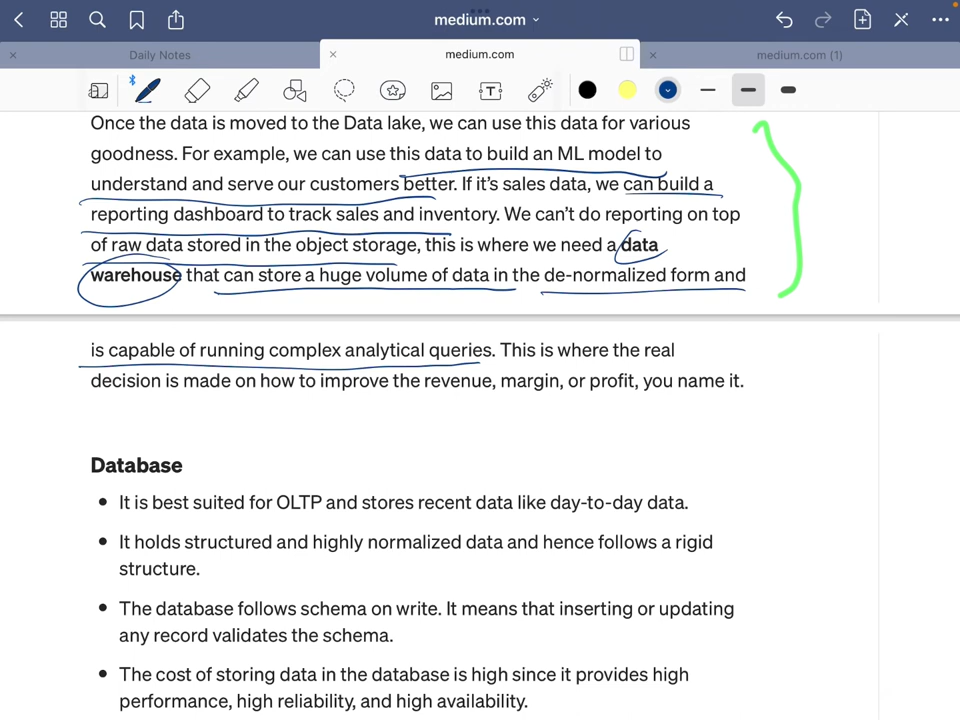 medium.com
Daily Notes
medium.com
medium.com (1)
Once the data is moved to the Data lake, we can use this data for various
goodness. For example, we can use this data to build an ML model to
understand and serve our customers better. If it’s sales data, we can build a
reporting dashboard to track sales and inventory. We can’t do reporting on top
of raw data stored in the object storage, this is where we need a data
warehouse that can store a huge volume of data in the de-normalized form and
is capable of running complex analytical queries. This is where the real
decision is made on how to improve the revenue, margin, or profit, you name it.
Database
• It is best suited for OLTP and stores recent data like day-to-day data.
• It holds structured and highly normalized data and hence follows a rigid
structure.
• The database follows schema on write. It means that inserting or updating
any record validates the schema.
• The cost of storing data in the database is high since it provides high
performance, high reliability, and high availability.